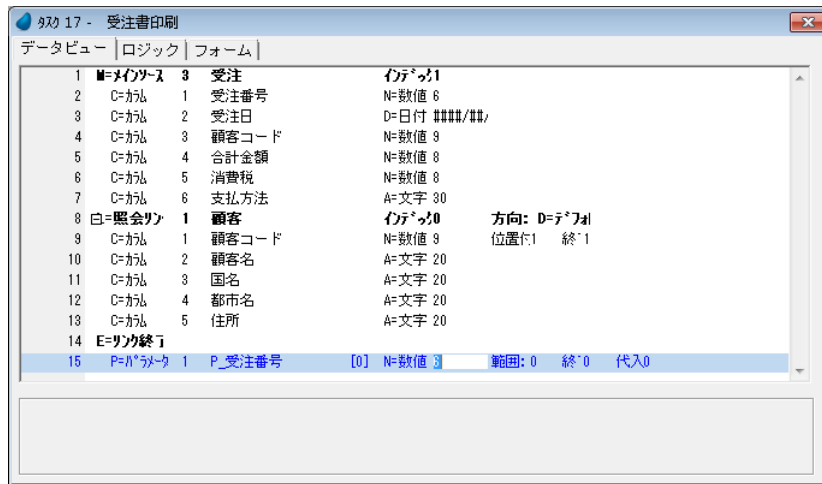 ﾀｽｸ 17 - 受注書印刷
データビュー ロジック フォーム
1 M=ﾒｲﾝｿｰｽ 3 受注 ｲﾝﾃﾞｯｸ1
2 C=ｶﾗﾑ 1 受注番号 N=数値 6
3 C=ｶﾗﾑ 2 受注日 D=日付 ####/##/
4 C=ｶﾗﾑ 3 顧客コード N=数値 9
5 C=ｶﾗﾑ 4 合計金額 N=数値 8
6 C=ｶﾗﾑ 5 消費税 N=数値 8
7 C=ｶﾗﾑ 6 支払方法 A=文字 30
8 =照会ﾘﾝｸ 1 顧客 ｲﾝﾃﾞｯｸ0 方向: D=ﾃﾞﾌｫﾙ
9 C=ｶﾗﾑ 1 顧客コード N=数値 9 位置付1 終1
10 C=ｶﾗﾑ 2 顧客名 A=文字 20
11 C=ｶﾗﾑ 3 国名 A=文字 20
12 C=ｶﾗﾑ 4 都市名 A=文字 20
13 C=ｶﾗﾑ 5 住所 A=文字 20
14 E=ﾘﾝｸ終了
15 P=ﾊﾟﾗﾒｰﾀ 1 P_受注番号 [0] N=数値 6 範囲: 0 終0 代入0